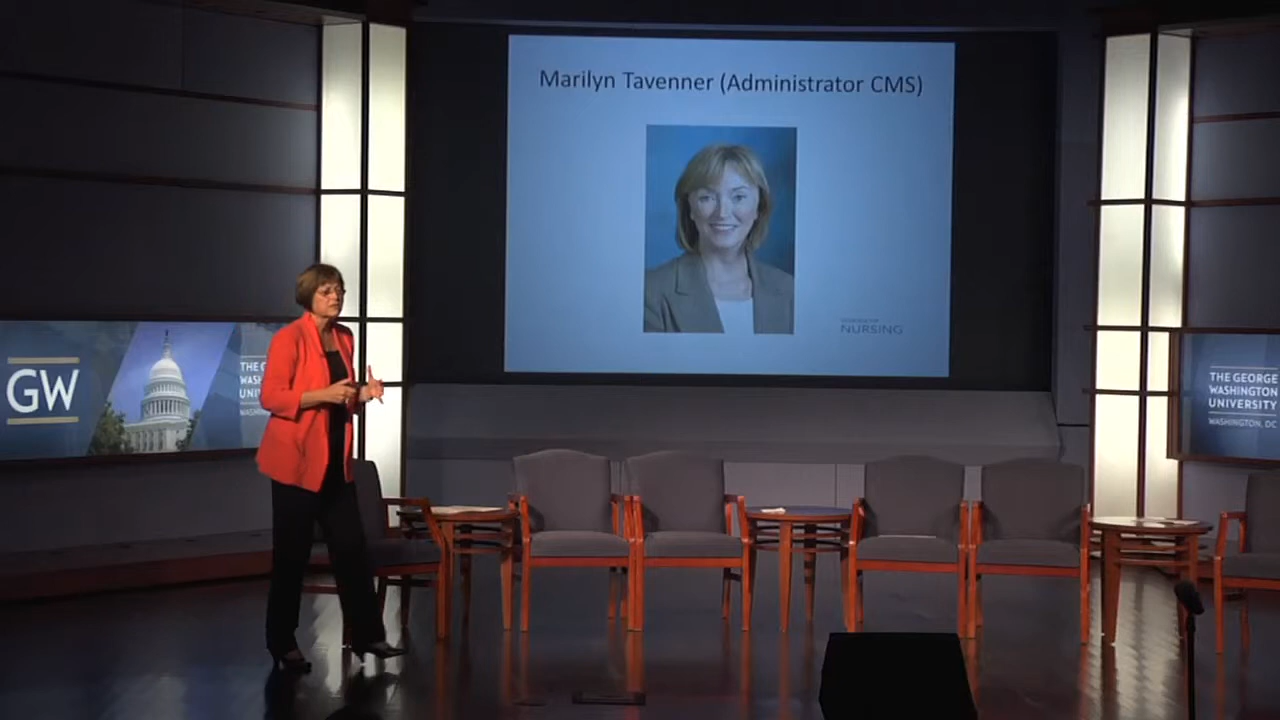 Marilyn Tavenner (Administrator CMS)
NURSING
GW
THE GEORGE
WASHINGTON
UNIVERSITY
WASHINGTON, DC